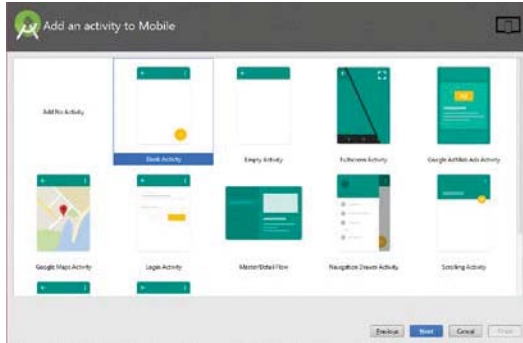 Add an activity to Mobile
Add No Activity
Blank Activity
Empty Activity
Fullscreen Activity
Google AdMob Ads Activity
Google Maps Activity
Login Activity
Master/Detail Flow
Navigation Drawer Activity
Scrolling Activity
Previous
Next
Cancel
Finish